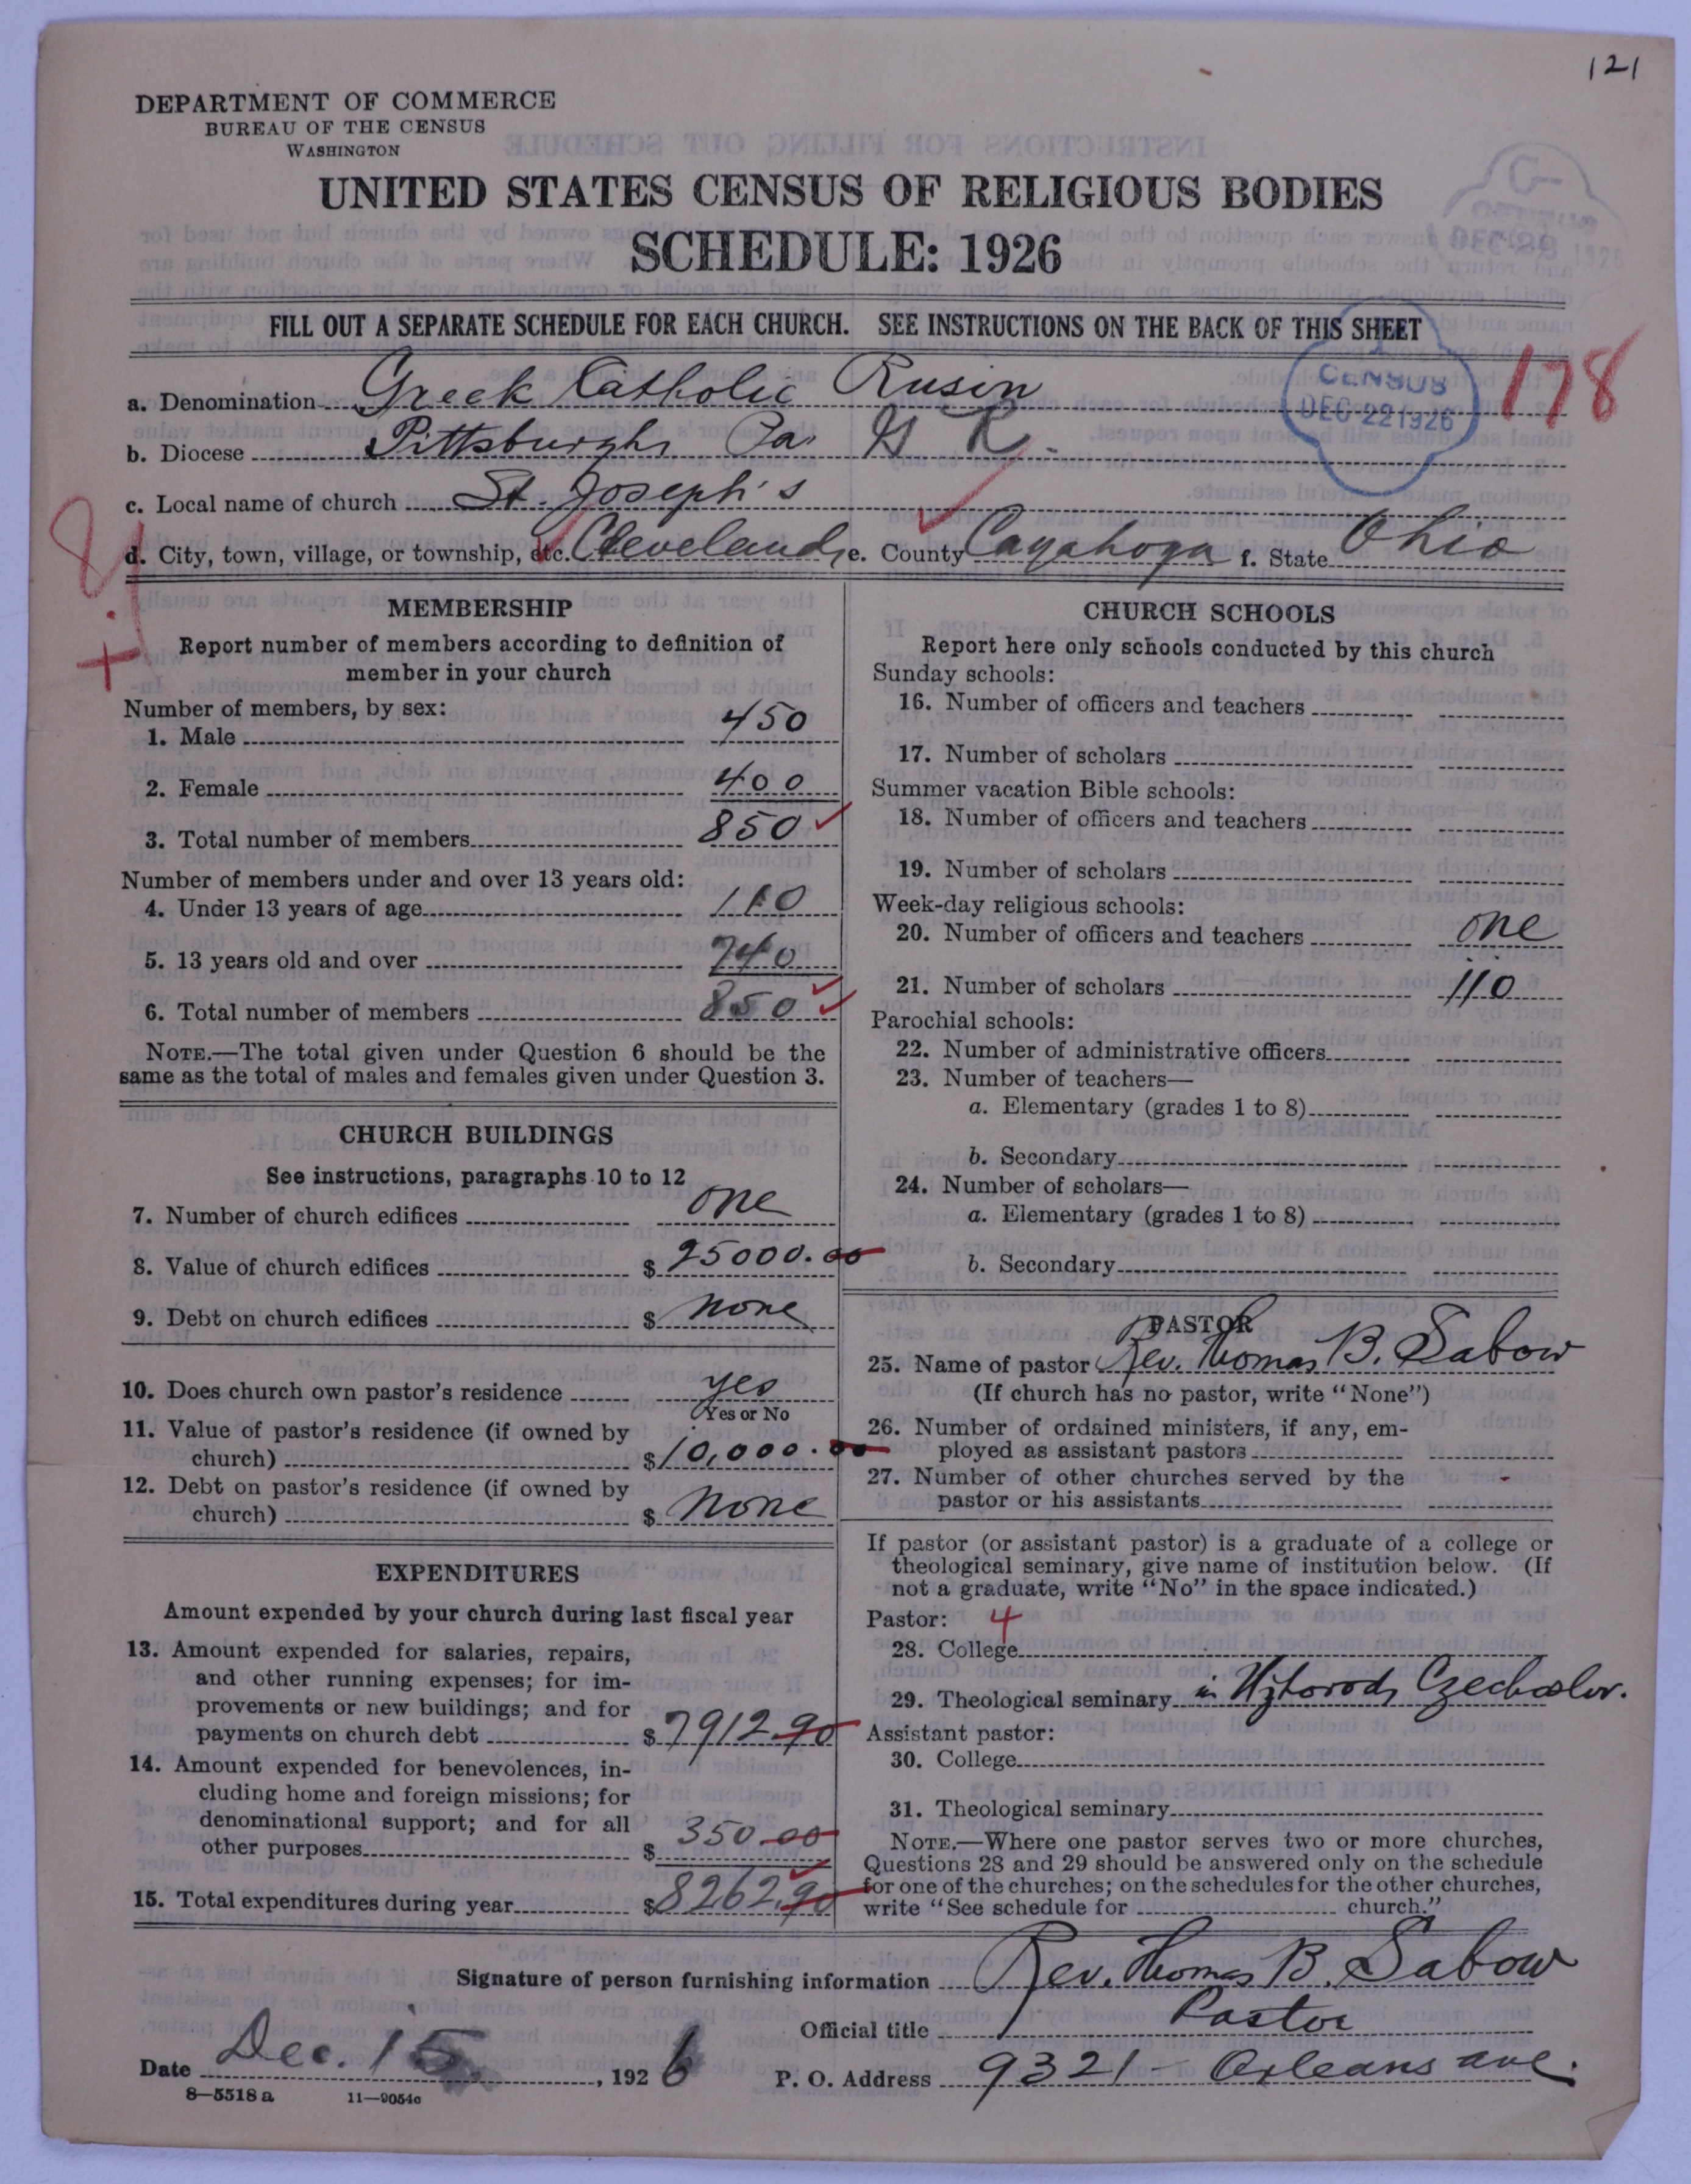 121
DEPARTMENT OF COMMERCE
BUREAU OF THE CENSUS
WASHINGTON
UNITED STATES CENSUS OF RELIGIOUS BODIES
SCHEDULE: 1926
FILL OUT A SEPARATE SCHEDULE FOR EACH CHURCH. SEE INSTRUCTIONS ON THE BACK OF THIS SHEET
CENSUS
DEC 22 1926
178
a. Denomination Greek Catholic Rusin
b. Diocese Pittsburgh Pa. G R.
c. Local name of church St. Joseph's
d. City, town, village, or township, etc. Cleveland, e. County Cayahoga f. State Ohio
MEMBERSHIP
Report number of members according to definition of
member in your church
Number of members, by sex:
1. Male 450
2. Female 400
3. Total number of members 850
Number of members under and over 13 years old:
4. Under 13 years of age 110
5. 13 years old and over 740
6. Total number of members 850
NOTE.—The total given under Question 6 should be the
same as the total of males and females given under Question 3.
CHURCH BUILDINGS
See instructions, paragraphs 10 to 12
7. Number of church edifices one
8. Value of church edifices $ 25000.00
9. Debt on church edifices $ none
10. Does church own pastor's residence yes
Yes or No
11. Value of pastor's residence (if owned by
church) $ 10,000.00
12. Debt on pastor's residence (if owned by
church) $ none
EXPENDITURES
Amount expended by your church during last fiscal year
13. Amount expended for salaries, repairs,
and other running expenses; for im-
provements or new buildings; and for
payments on church debt $ 7912.90
14. Amount expended for benevolences, in-
cluding home and foreign missions; for
denominational support; and for all
other purposes $ 350.00
15. Total expenditures during year $ 8262.90
CHURCH SCHOOLS
Report here only schools conducted by this church
Sunday schools:
16. Number of officers and teachers
17. Number of scholars
Summer vacation Bible schools:
18. Number of officers and teachers
19. Number of scholars
Week-day religious schools:
20. Number of officers and teachers one
21. Number of scholars 110
Parochial schools:
22. Number of administrative officers
23. Number of teachers—
a. Elementary (grades 1 to 8)
b. Secondary
24. Number of scholars—
a. Elementary (grades 1 to 8)
b. Secondary
PASTOR
25. Name of pastor Rev. Thomas B. Sabow
(If church has no pastor, write "None")
26. Number of ordained ministers, if any, em-
ployed as assistant pastors
27. Number of other churches served by the
pastor or his assistants
If pastor (or assistant pastor) is a graduate of a college or
theological seminary, give name of institution below. (If
not a graduate, write "No" in the space indicated.)
Pastor: 4
28. College
29. Theological seminary in Uzhorod, Czechoslov.
Assistant pastor:
30. College
31. Theological seminary
NOTE.—Where one pastor serves two or more churches,
Questions 28 and 29 should be answered only on the schedule
for one of the churches; on the schedules for the other churches,
write "See schedule for church."
Signature of person furnishing information Rev. Thomas B. Sabow
Official title Pastor
Date Dec. 15, 1926 P. O. Address 9321 - Orleans ave.
8—5518 a 11—9054c